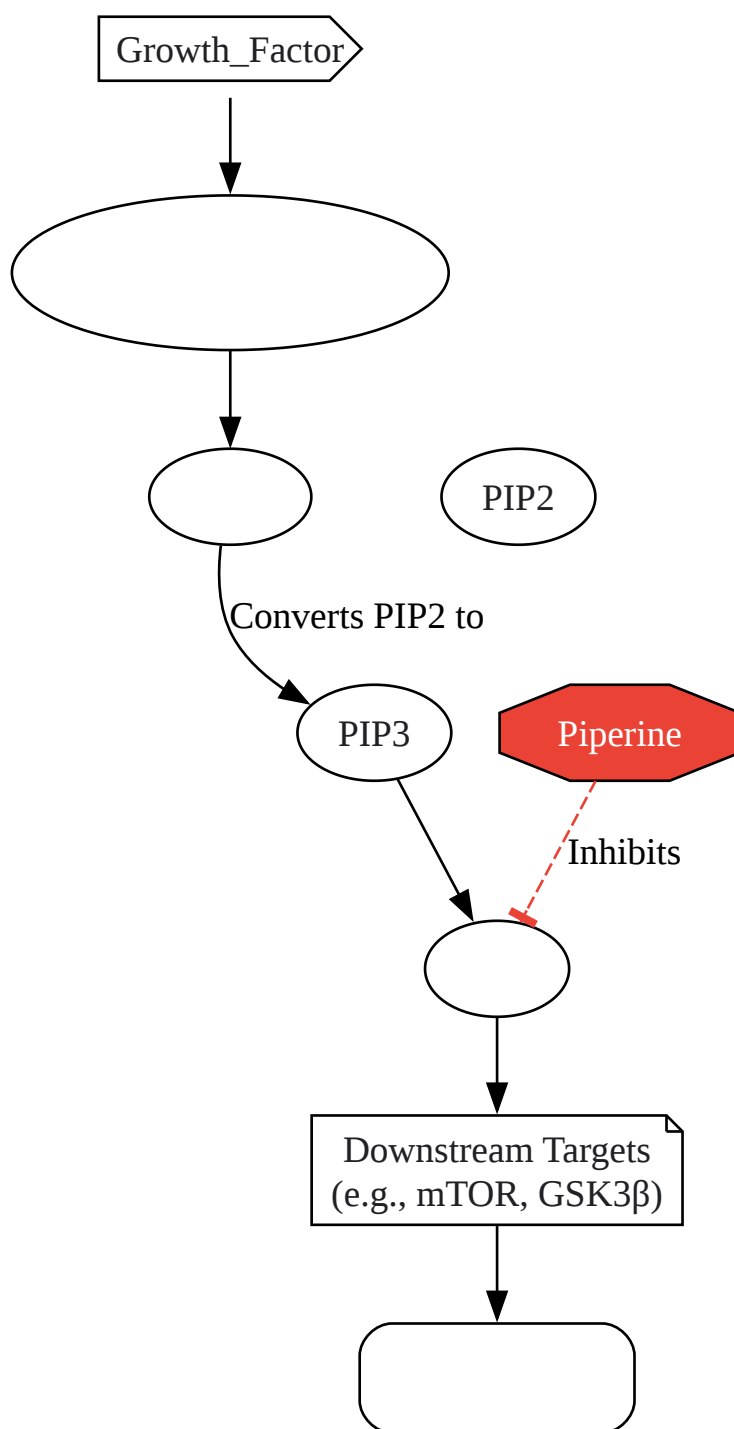 Growth_Factor
PIP2
Converts PIP2 to
PIP3
Piperine
Inhibits
Downstream Targets
(e.g., mTOR, GSK3β)